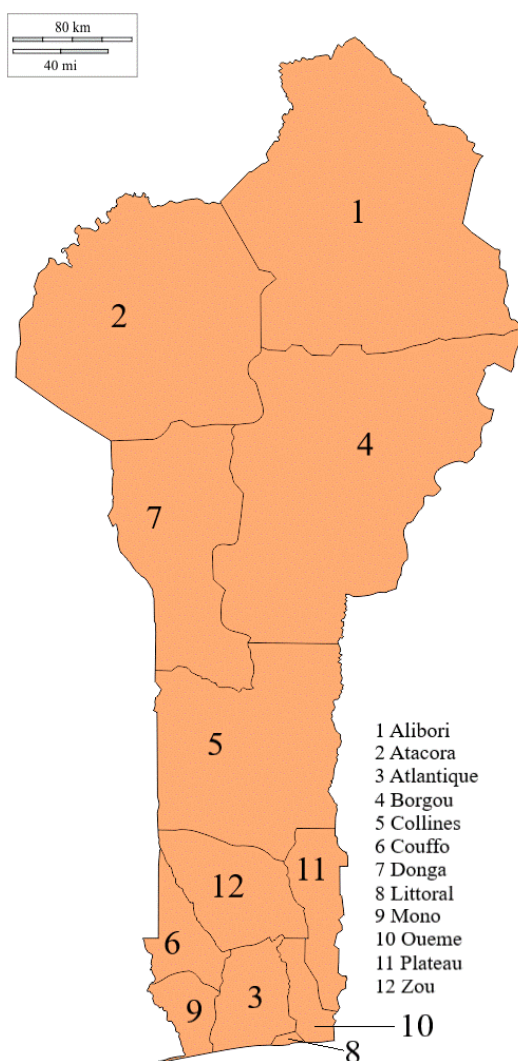 80 km
40 mi
1
2
4
7
5
1 Alibori
2 Atacora
3 Atlantique
4 Borgou
5 Collines
6 Couffo
7 Donga
8 Littoral
9 Mono
10 Oueme
11 Plateau
12 Zou
11
12
6
3
9
10
8